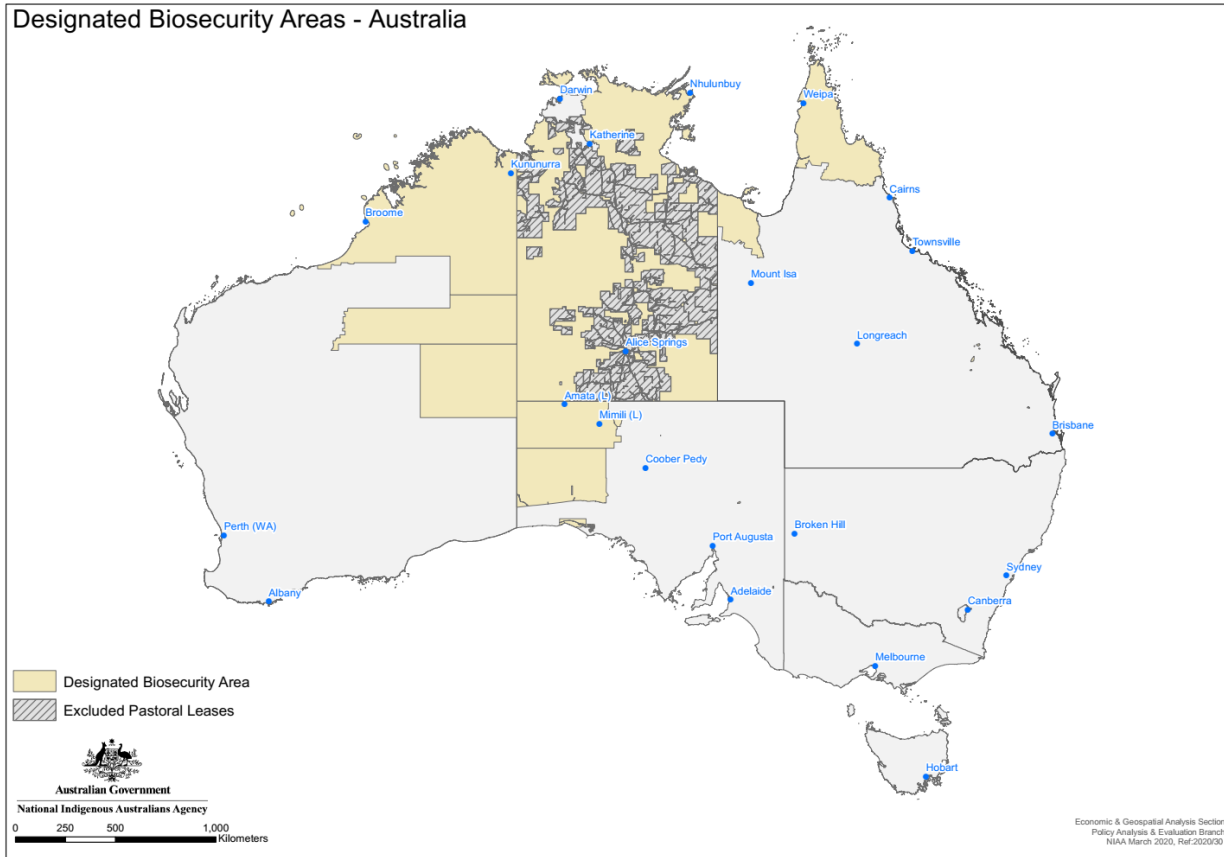 Designated Biosecurity Areas - Australia
Darwin
Nhulunbuy
Weipa
Katherine
Kununurra
Cairns
Broome
Townsville
Mount Isa
Longreach
Alice Springs
Amata (L)
Mimili (L)
Brisbane
Coober Pedy
Perth (WA)
Broken Hill
Port Augusta
Sydney
Albany
Adelaide
Canberra
Melbourne
Hobart
Designated Biosecurity Area
Excluded Pastoral Leases
Australian Government
National Indigenous Australians Agency
0 250 500 1,000
Kilometers
Economic & Geospatial Analysis Section
Policy Analysis & Evaluation Branch
NIAA March 2020, Ref:2020/30